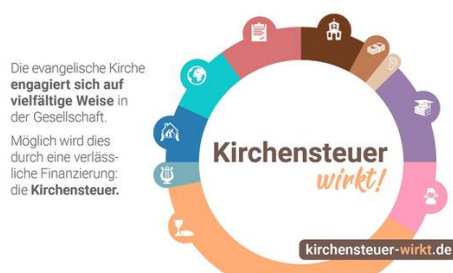 Die evangelische Kirche
engagiert sich auf
vielfältige Weise in
der Gesellschaft.
Möglich wird dies
durch eine verläss-
liche Finanzierung:
die Kirchensteuer.
Kirchensteuer
wirkt!
kirchensteuer-wirkt.de